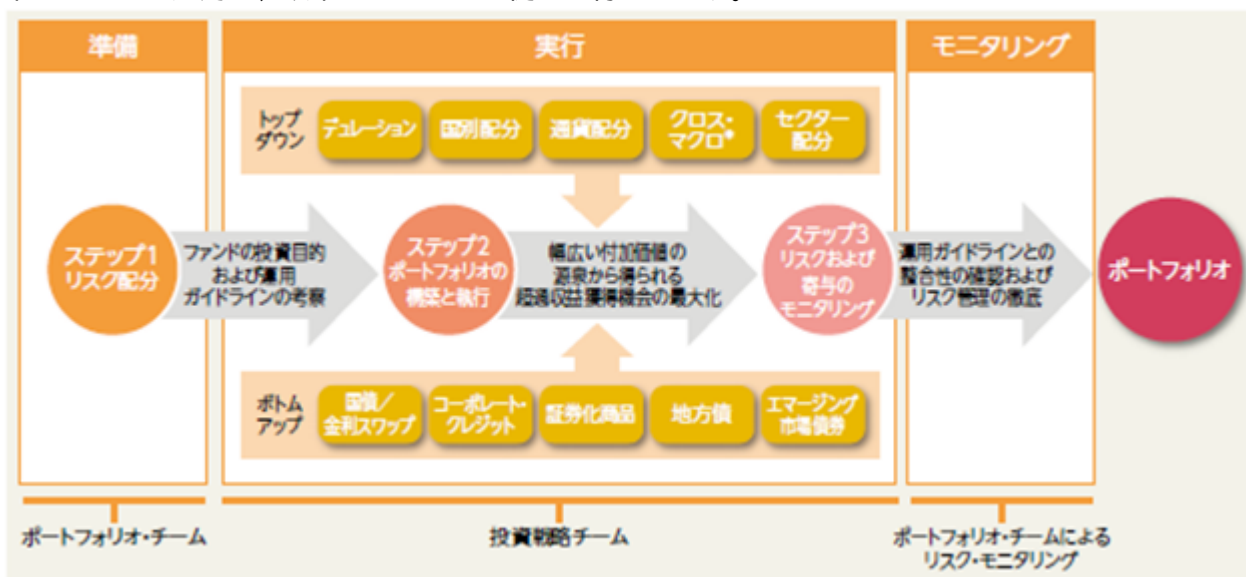 準備
実行
モニタリング
トップ
ダウン
デュレーション
国別配分
通貨配分
クロス・
マクロ*
セクター
配分
ステップ1
リスク配分
ファンドの投資目的
および運用
ガイドラインの考察
ステップ2
ポートフォリオの
構築と執行
幅広い付加価値の
源泉から得られる
超過収益獲得機会の最大化
ステップ3
リスクおよび
寄与の
モニタリング
運用ガイドラインとの
整合性の確認および
リスク管理の徹底
ポートフォリオ
ボトム
アップ
国債/
金利スワップ
コーポレート・
クレジット
証券化商品
地方債
エマージング
市場債券
ポートフォリオ・チーム
投資戦略チーム
ポートフォリオ・チームによる
リスク・モニタリング